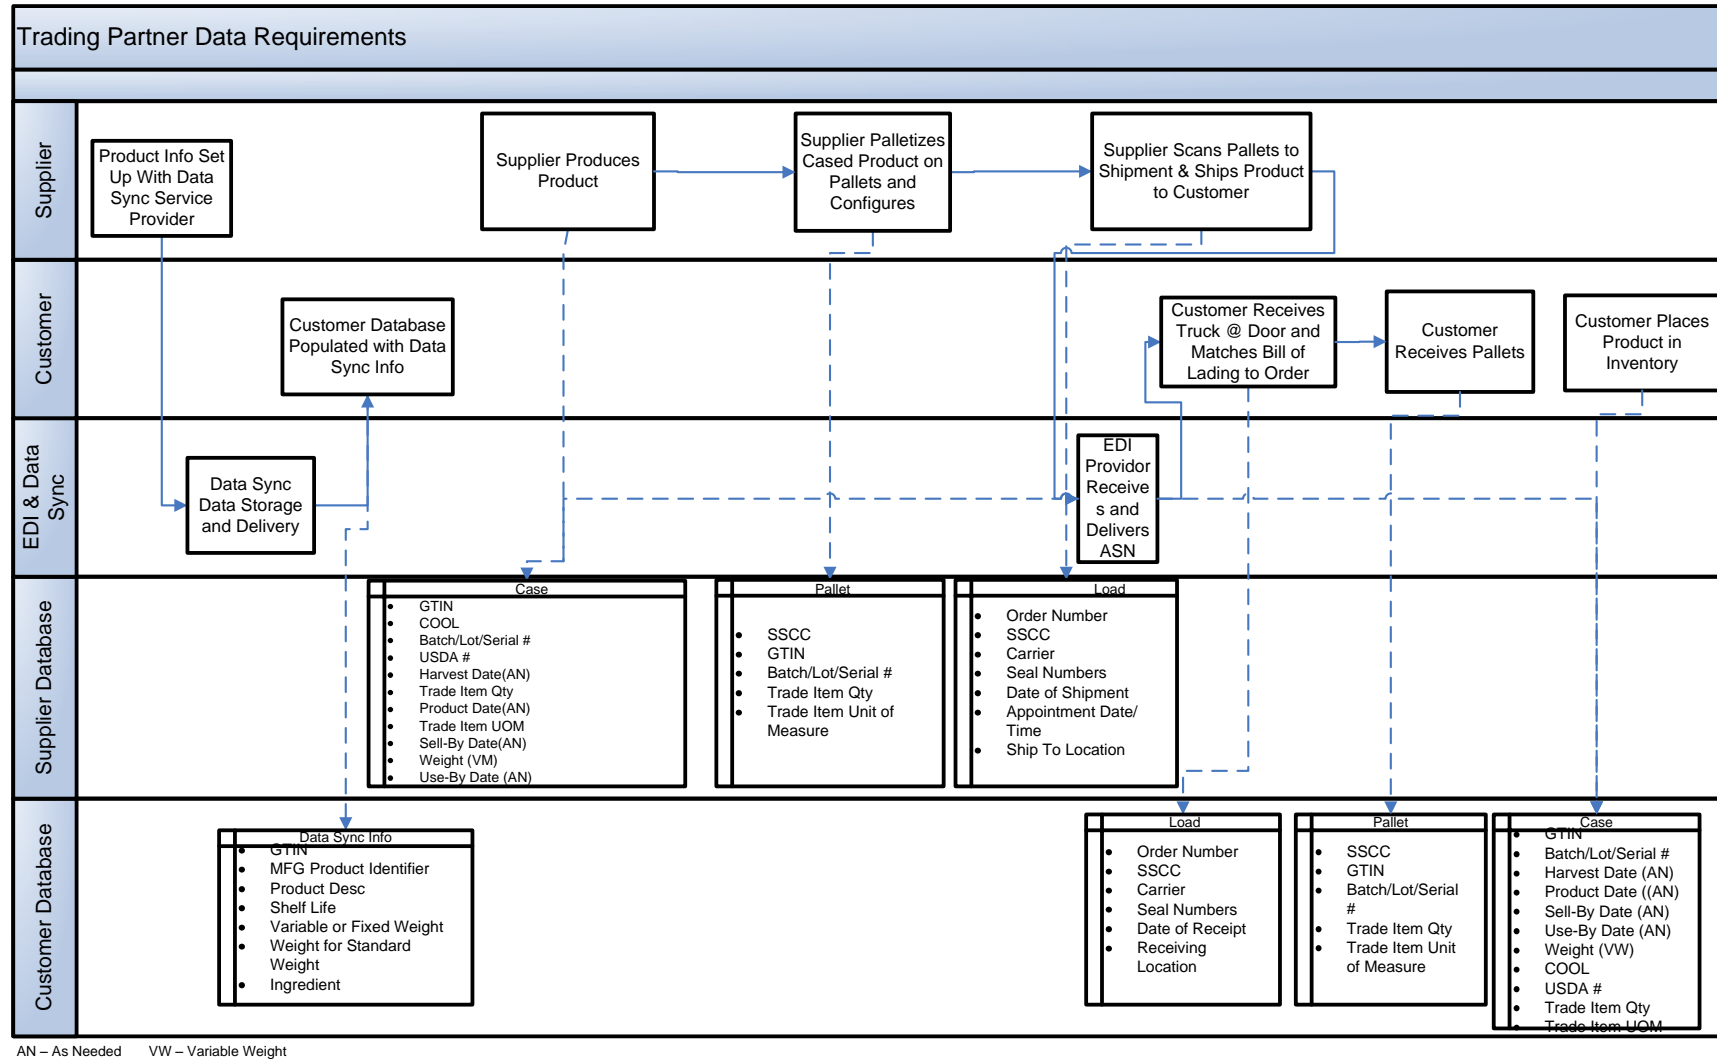 Trading Partner Data Requirements
Supplier
Product Info Set
Up With Data
Sync Service
Provider
Supplier Produces
Product
Supplier Palletizes
Cased Product on
Pallets and
Configures
Supplier Scans Pallets to
Shipment & Ships Product
to Customer
Customer
Customer Database
Populated with Data
Sync Info
Customer Receives
Truck @ Door and
Matches Bill of
Lading to Order
Customer
Receives Pallets
Customer Places
Product in
Inventory
EDI & Data
Sync
Data Sync
Data Storage
and Delivery
EDI
Providor
Receive
s and
Delivers
ASN
Supplier Database
Case
GTIN
COOL
Batch/Lot/Serial #
USDA #
Harvest Date(AN)
Trade Item Qty
Product Date(AN)
Trade Item UOM
Sell-By Date(AN)
Weight (VM)
Use-By Date (AN)
Pallet
SSCC
GTIN
Batch/Lot/Serial #
Trade Item Qty
Trade Item Unit of
Measure
Load
Order Number
SSCC
Carrier
Seal Numbers
Date of Shipment
Appointment Date/
Time
Ship To Location
Customer Database
Data Sync Info
GTIN
MFG Product Identifier
Product Desc
Shelf Life
Variable or Fixed Weight
Weight for Standard
Weight
Ingredient
Load
Order Number
SSCC
Carrier
Seal Numbers
Date of Receipt
Receiving
Location
Pallet
SSCC
GTIN
Batch/Lot/Serial
#
Trade Item Qty
Trade Item Unit
of Measure
Case
GTIN
Batch/Lot/Serial #
Harvest Date (AN)
Product Date ((AN)
Sell-By Date (AN)
Use-By Date (AN)
Weight (VW)
COOL
USDA #
Trade Item Qty
Trade Item UOM
AN – As Needed VW – Variable Weight